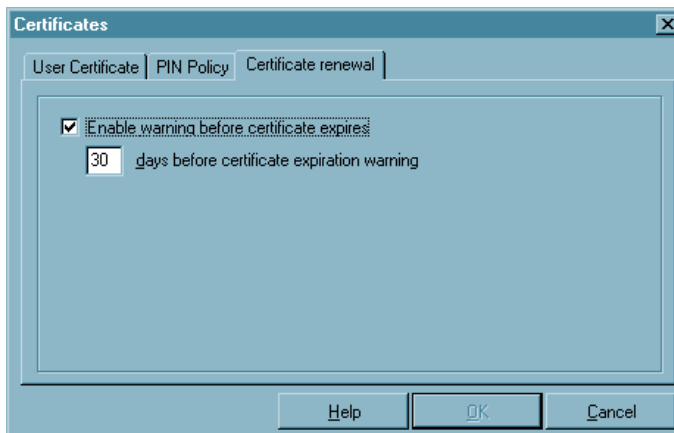 Certificates
User Certificate PIN Policy Certificate renewal
Enable warning before certificate expires
30 days before certificate expiration warning
Help OK Cancel